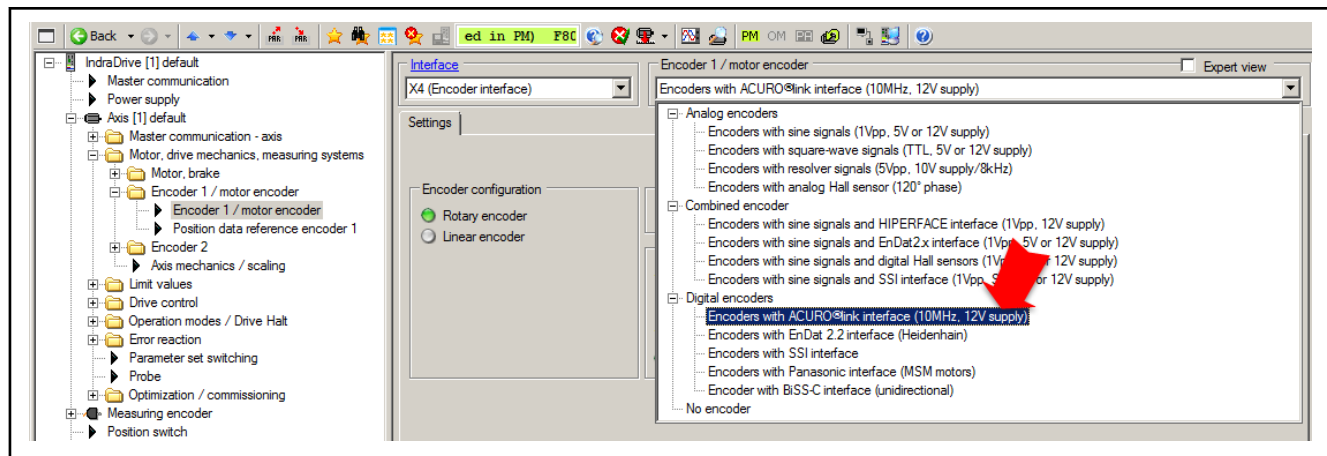 Back
PAR
PAR
ed in PM) F80
PM OM
IndraDrive [1] default
Master communication
Power supply
Axis [1] default
Master communication - axis
Motor, drive mechanics, measuring systems
Motor, brake
Encoder 1 / motor encoder
Encoder 1 / motor encoder
Position data reference encoder 1
Encoder 2
Axis mechanics / scaling
Limit values
Drive control
Operation modes / Drive Halt
Error reaction
Parameter set switching
Probe
Optimization / commissioning
Measuring encoder
Position switch
Interface
X4 (Encoder interface)
Settings
Encoder configuration
Rotary encoder
Linear encoder
Encoder 1 / motor encoder
Expert view
Encoders with ACURO®link interface (10MHz, 12V supply)
Analog encoders
Encoders with sine signals (1Vpp, 5V or 12V supply)
Encoders with square-wave signals (TTL, 5V or 12V supply)
Encoders with resolver signals (5Vpp, 10V supply/8kHz)
Encoders with analog Hall sensor (120° phase)
Combined encoder
Encoders with sine signals and HIPERFACE interface (1Vpp, 12V supply)
Encoders with sine signals and EnDat2.x interface (1Vpp, 5V or 12V supply)
Encoders with sine signals and digital Hall sensors (1Vpp, or 12V supply)
Encoders with sine signals and SSI interface (1Vpp, or 12V supply)
Digital encoders
Encoders with ACURO®link interface (10MHz, 12V supply)
Encoders with EnDat 2.2 interface (Heidenhain)
Encoders with SSI interface
Encoders with Panasonic interface (MSM motors)
Encoder with BiSS-C interface (unidirectional)
No encoder